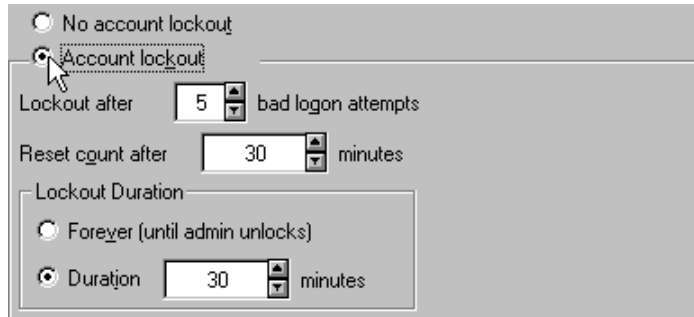 No account lockout
Account lockout
Lockout after 5 bad logon attempts
Reset count after 30 minutes
Lockout Duration
Forever (until admin unlocks)
Duration 30 minutes